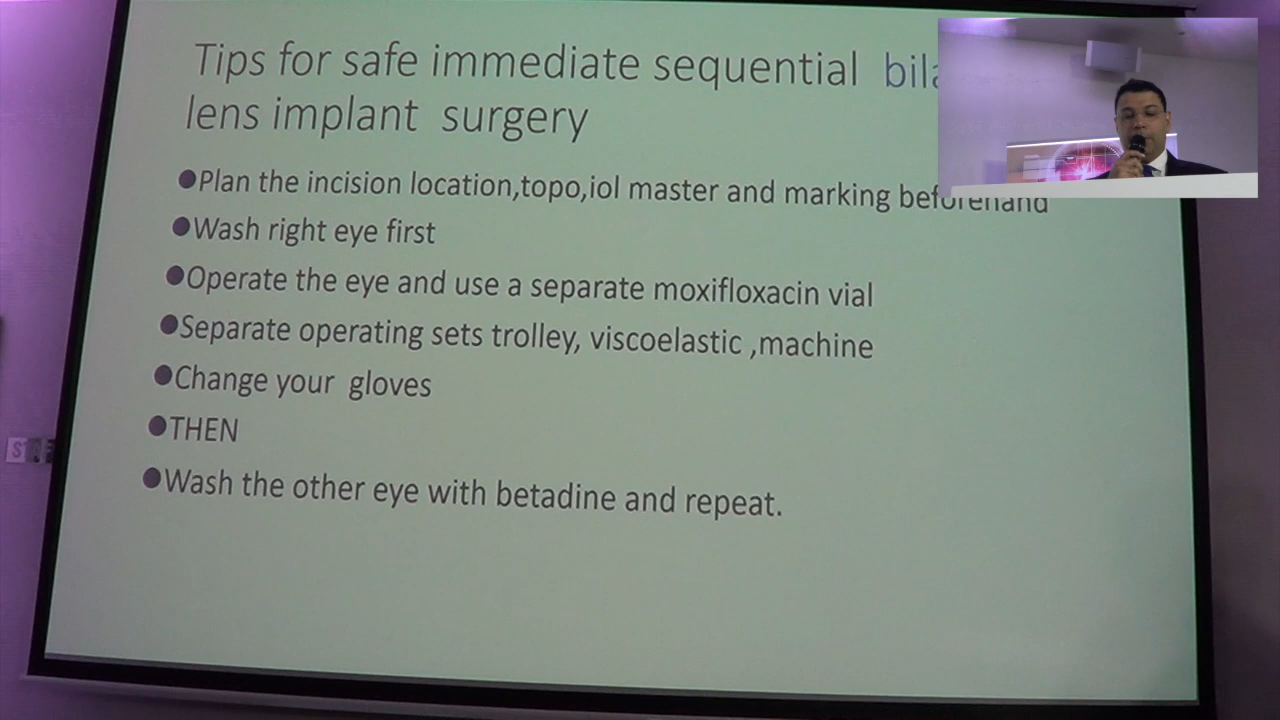 Tips for safe immediate sequential
lens implant surgery
●Plan the incision location,topo,iol master and marking beforehand
●Wash right eye first
●Operate the eye and use a separate moxifloxacin vial
●Separate operating sets trolley, viscoelastic ,machine
●Change your gloves
●THEN
●Wash the other eye with betadine and repeat.